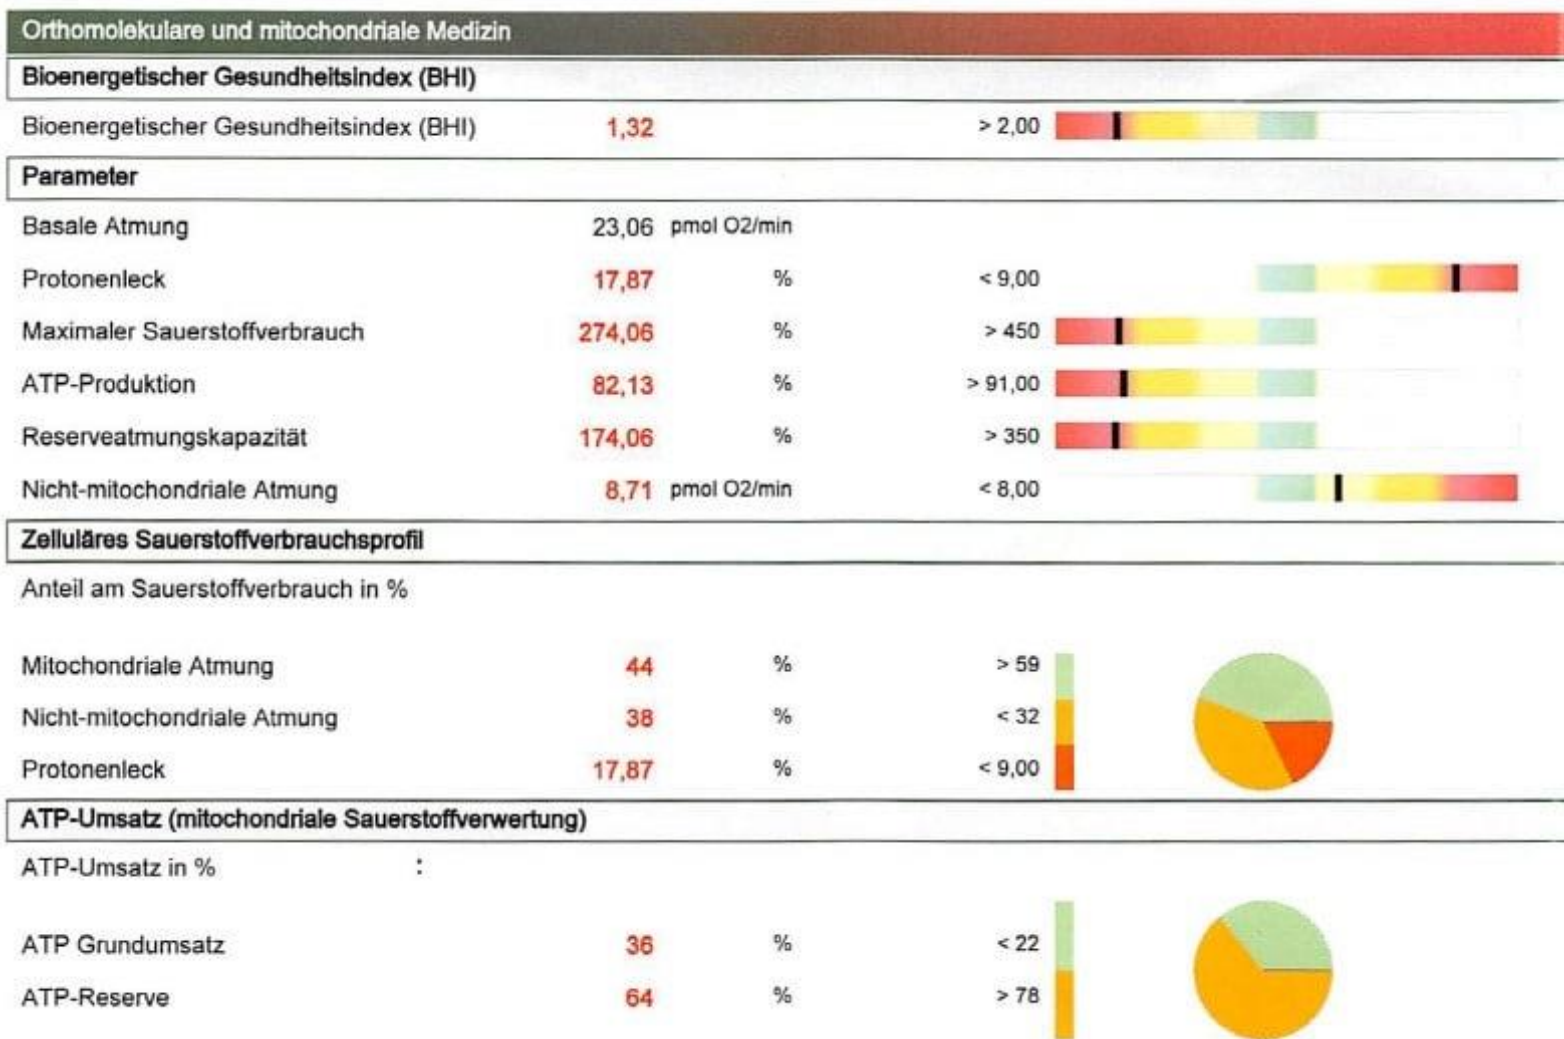 Orthomolekulare und mitochondriale Medizin
Bioenergetischer Gesundheitsindex (BHI)
Bioenergetischer Gesundheitsindex (BHI) 1,32 > 2,00
Parameter
Basale Atmung 23,06 pmol O2/min
Protonenleck 17,87 % < 9,00
Maximaler Sauerstoffverbrauch 274,06 % > 450
ATP-Produktion 82,13 % > 91,00
Reserveatmungskapazität 174,06 % > 350
Nicht-mitochondriale Atmung 8,71 pmol O2/min < 8,00
Zelluläres Sauerstoffverbrauchsprofil
Anteil am Sauerstoffverbrauch in %
Mitochondriale Atmung 44 % > 59
Nicht-mitochondriale Atmung 38 % < 32
Protonenleck 17,87 % < 9,00
ATP-Umsatz (mitochondriale Sauerstoffverwertung)
ATP-Umsatz in % :
ATP Grundumsatz 36 % < 22
ATP-Reserve 64 % > 78